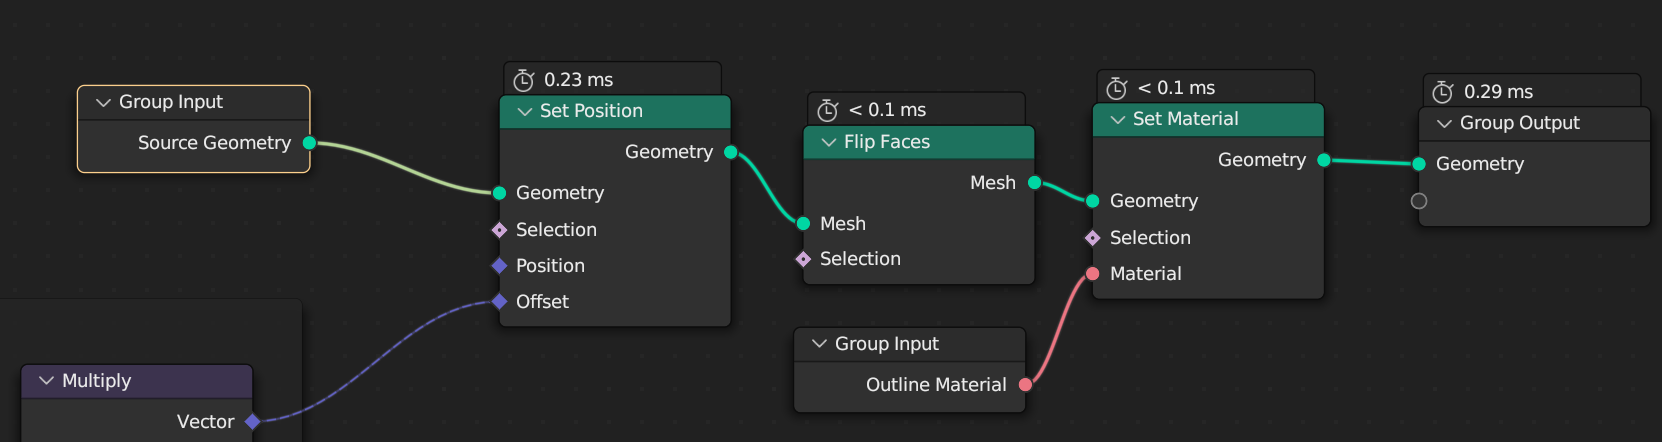 Group Input
Source Geometry
0.23 ms
Set Position
Geometry
Geometry
Selection
Position
Offset
Multiply
Vector
< 0.1 ms
Flip Faces
Mesh
Mesh
Selection
Group Input
Outline Material
< 0.1 ms
Set Material
Geometry
Geometry
Selection
Material
0.29 ms
Group Output
Geometry